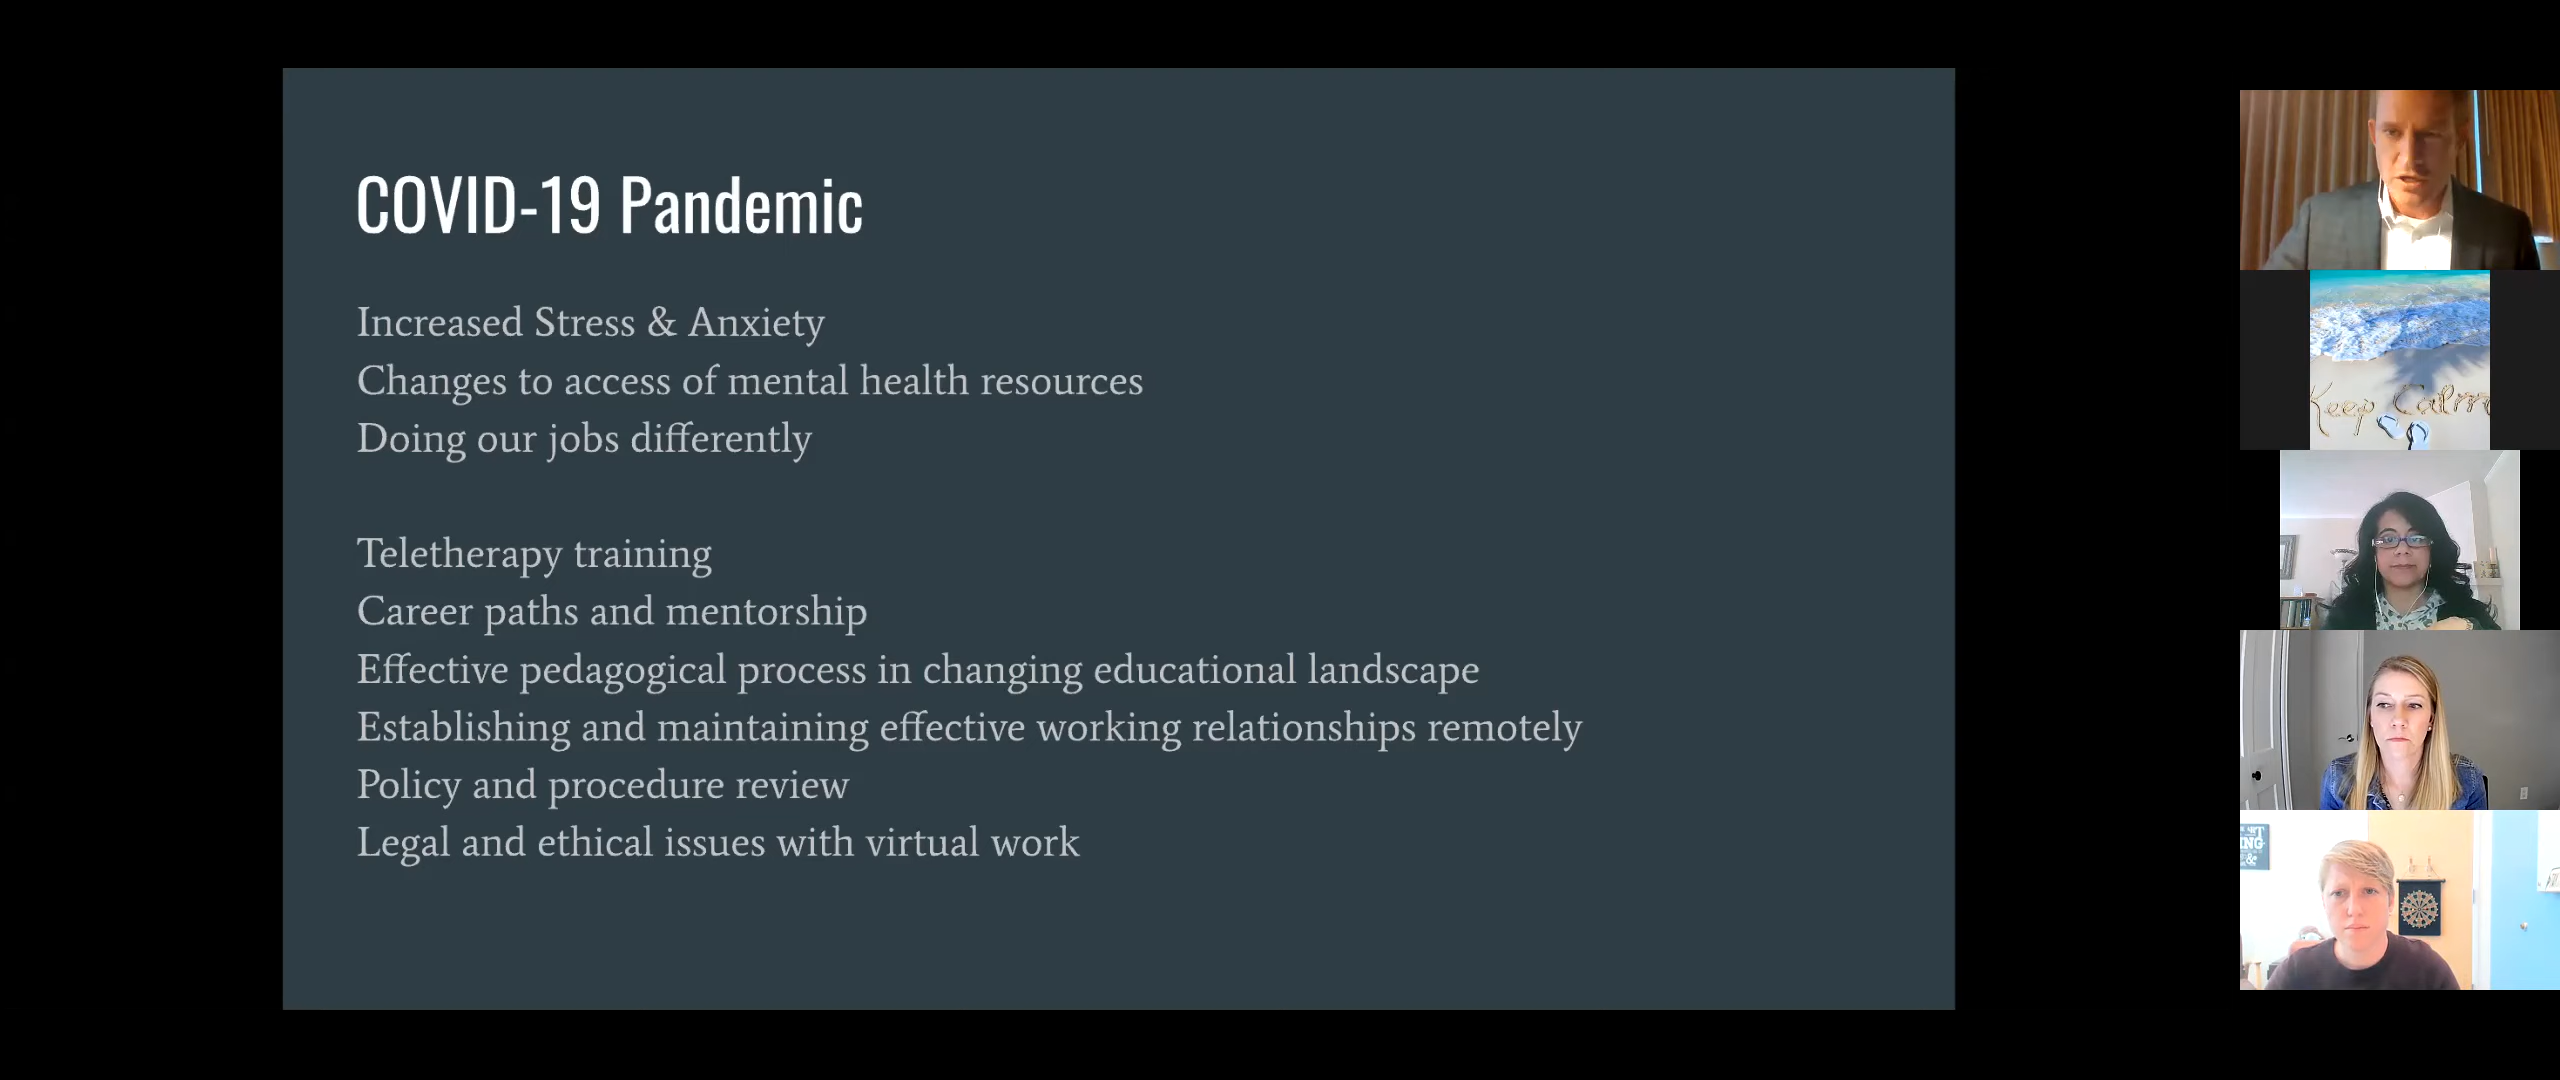 COVID-19 Pandemic
Increased Stress & Anxiety
Changes to access of mental health resources
Doing our jobs differently
Teletherapy training
Career paths and mentorship
Effective pedagogical process in changing educational landscape
Establishing and maintaining effective working relationships remotely
Policy and procedure review
Legal and ethical issues with virtual work
Keep Calm